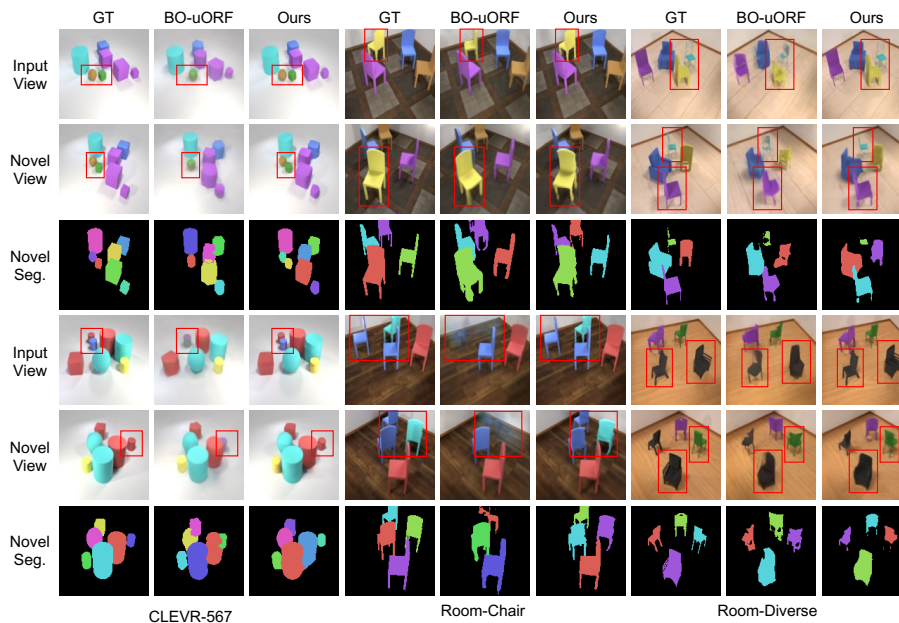 GT BO-uORF Ours GT BO-uORF Ours GT BO-uORF Ours
Input
View
Novel
View
Novel
Seg.
Input
View
Novel
View
Novel
Seg.
CLEVR-567 Room-Chair Room-Diverse